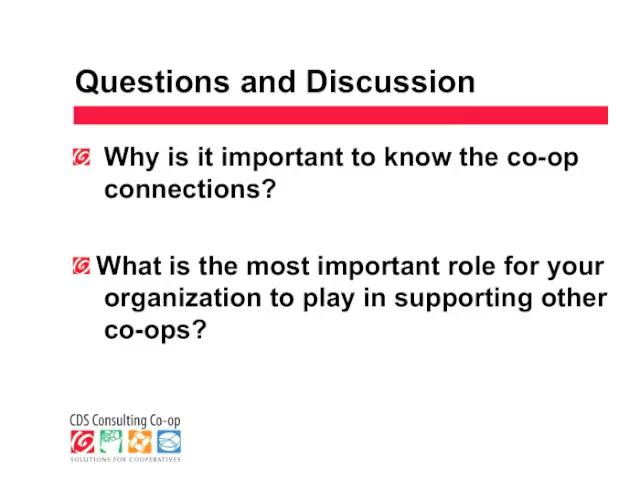 Questions and Discussion
Why is it important to know the co-op
connections?
What is the most important role for your
organization to play in supporting other
co-ops?
CDS Consulting Co-op
SOLUTIONS FOR COOPERATIVES